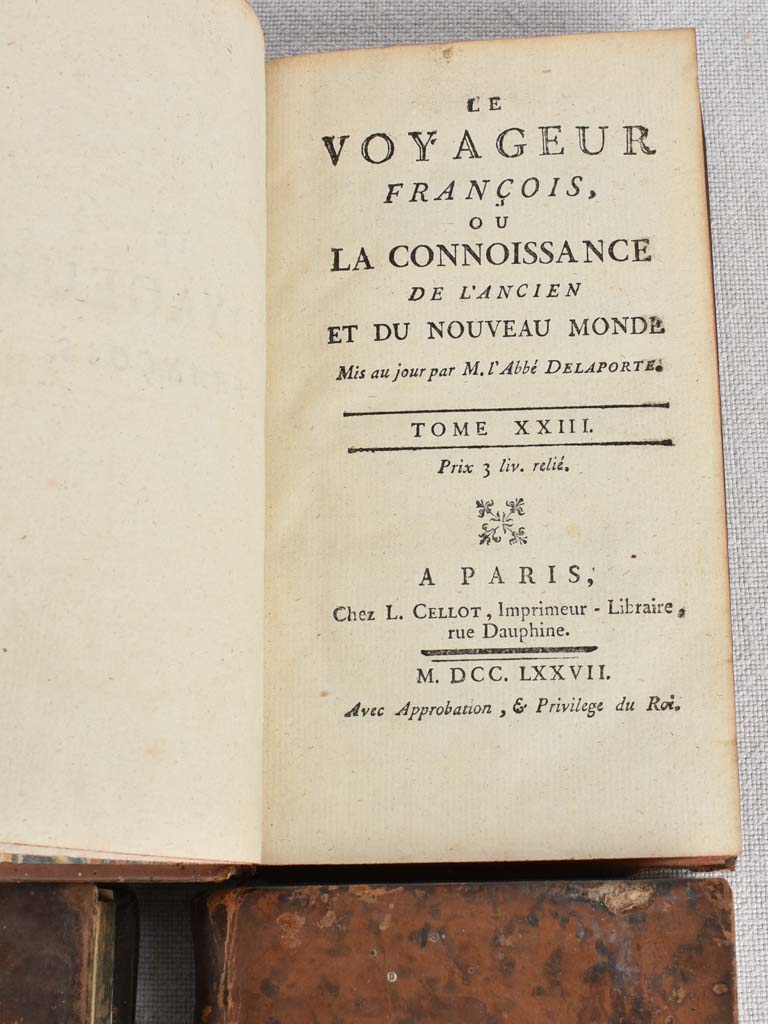 LE
VOYAGEUR
FRANÇOIS,
OU
LA CONNOISSANCE
DE L'ANCIEN
ET DU NOUVEAU MONDE
Mis au jour par M. l'Abbé DELAPORTE.
TOME XXIII.
Prix 3 liv. relié.
A PARIS,
Chez L. CELLOT, Imprimeur - Libraire,
rue Dauphine.
M. DCC. LXXVII.
Avec Approbation, & Privilege du Roi.